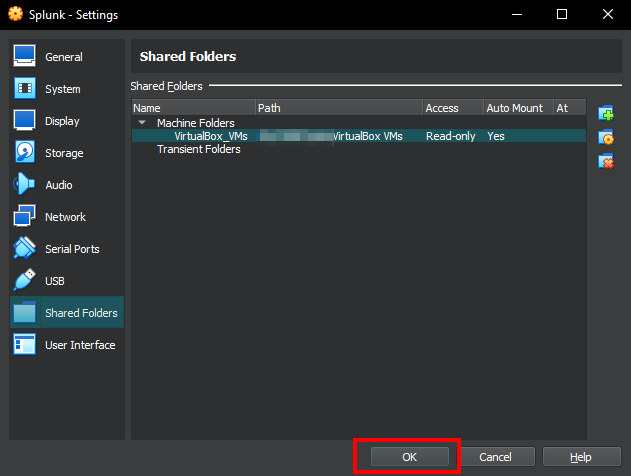 Splunk - Settings
General
System
Display
Storage
Audio
Network
Serial Ports
USB
Shared Folders
User Interface
Shared Folders
Shared Folders
Name Path Access Auto Mount At
Machine Folders
VirtualBox_VMs VirtualBox VMs Read-only Yes
Transient Folders
OK Cancel Help